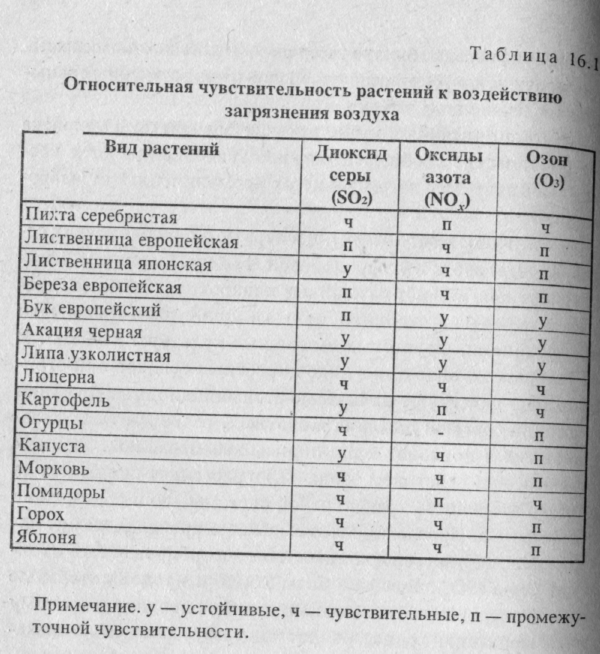 Таблица 16.1
Относительная чувствительность растений к воздействию
загрязнения воздуха
Вид растений Диоксид серы (SO₂) Оксиды азота (NOₓ) Озон (O₃)
Пихта серебристая ч п ч
Лиственница европейская п ч п
Лиственница японская у ч п
Береза европейская п ч п
Бук европейский п у у
Акация черная у у у
Липа узколистная у у у
Люцерна ч ч ч
Картофель у п ч
Огурцы ч - п
Капуста у ч п
Морковь ч ч п
Помидоры ч п ч
Горох ч ч п
Яблоня ч ч п
Примечание. у — устойчивые, ч — чувствительные, п — промежу-
точной чувствительности.